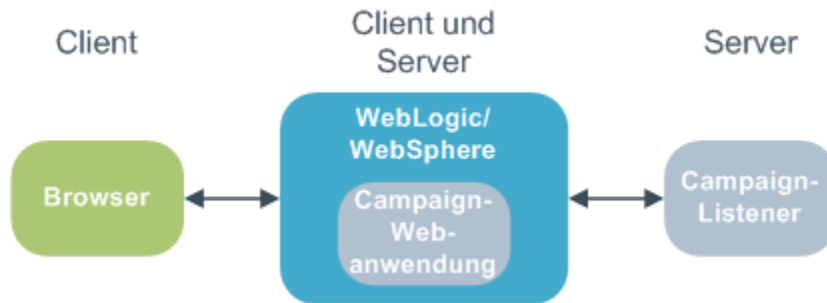 Client
Client und
Server
Server
Browser
WebLogic/
WebSphere
Campaign-
Web-
anwendung
Campaign-
Listener